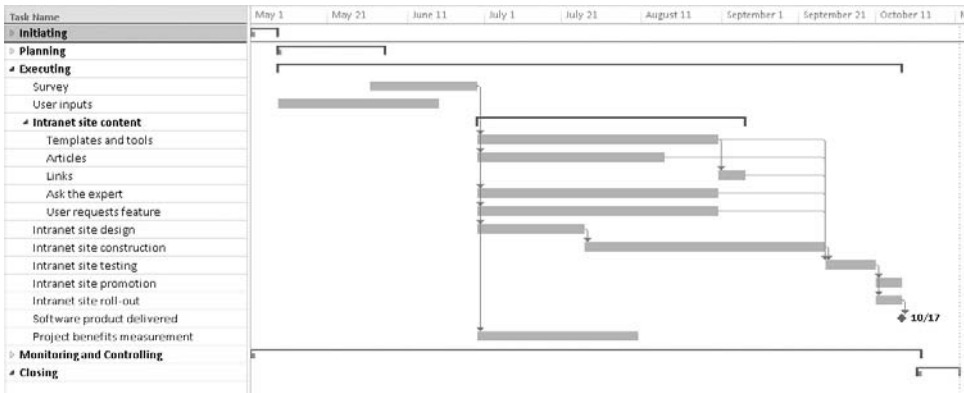 Task Name
May 1 May 21 June 11 July 1 July 21 August 11 September 1 September 21 October 11
Initiating
Planning
Executing
Survey
User inputs
Intranet site content
Templates and tools
Articles
Links
Ask the expert
User requests feature
Intranet site design
Intranet site construction
Intranet site testing
Intranet site promotion
Intranet site roll-out
Software product delivered 10/17
Project benefits measurement
Monitoring and Controlling
Closing